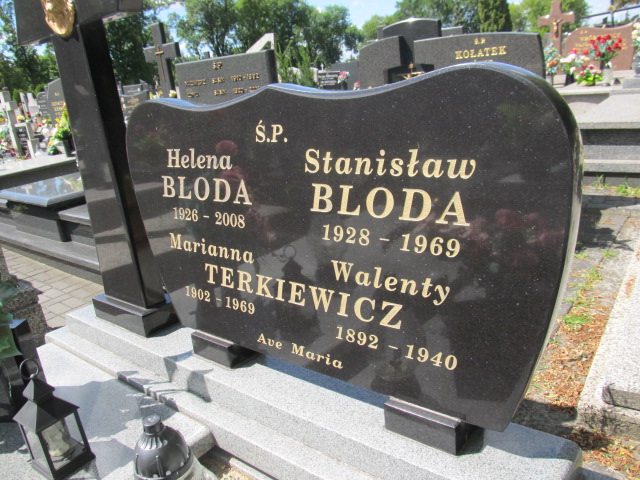 Ś.P.
Helena
BLODA
1926 - 2008
Stanisław
BLODA
1928 - 1969
Marianna
Walenty
TERKIEWICZ
1902 - 1969
1892 - 1940
Ave Maria
Ś.P.
KOŁATEK